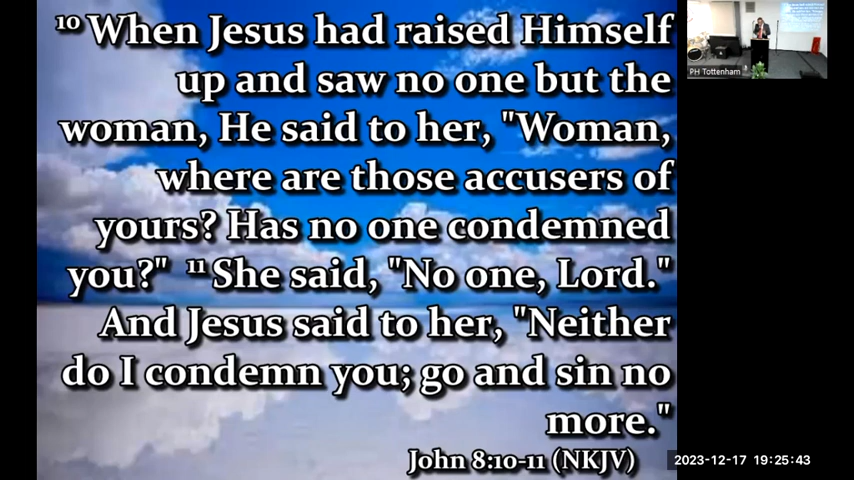 10 When Jesus had raised Himself
up and saw no one but the
woman, He said to her, "Woman,
where are those accusers of
yours? Has no one condemned
you?" 11 She said, "No one, Lord."
And Jesus said to her, "Neither
do I condemn you; go and sin no
more."
John 8:10-11 (NKJV)
PH Tottenham
2023-12-17 19:25:43